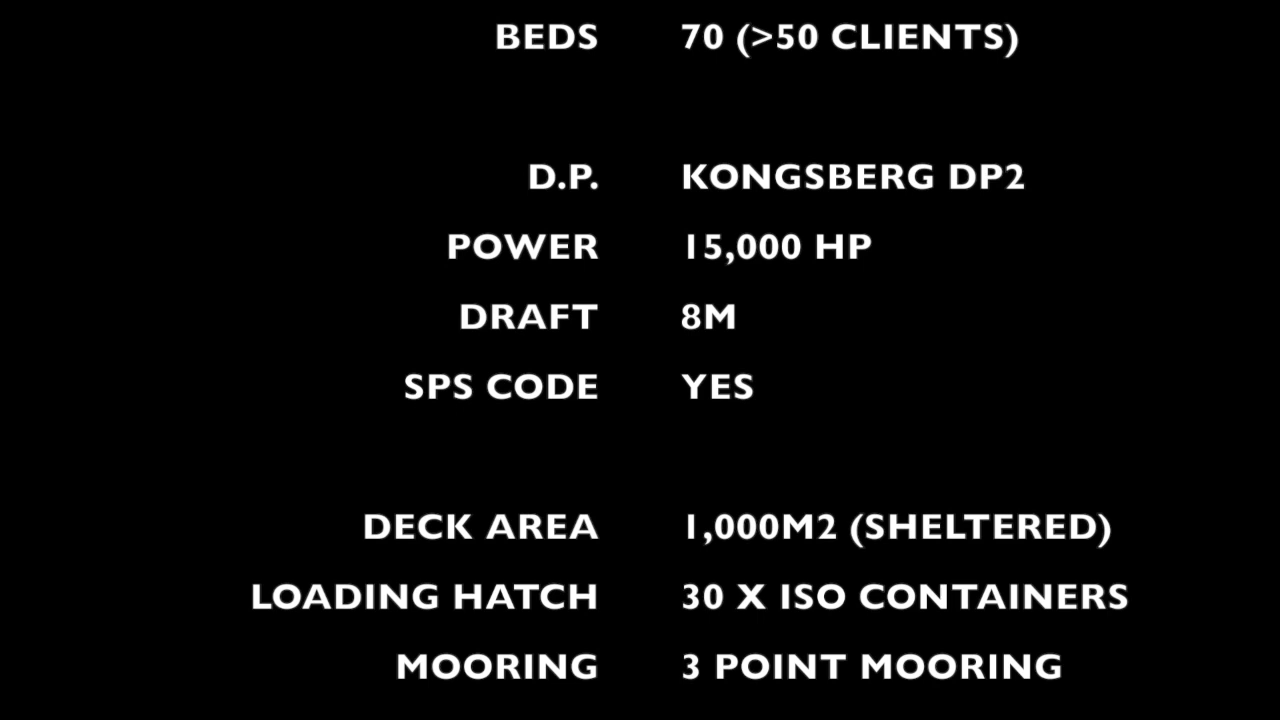 BEDS 70 (>50 CLIENTS)
D.P. KONGSBERG DP2
POWER 15,000 HP
DRAFT 8M
SPS CODE YES
DECK AREA 1,000M2 (SHELTERED)
LOADING HATCH 30 X ISO CONTAINERS
MOORING 3 POINT MOORING